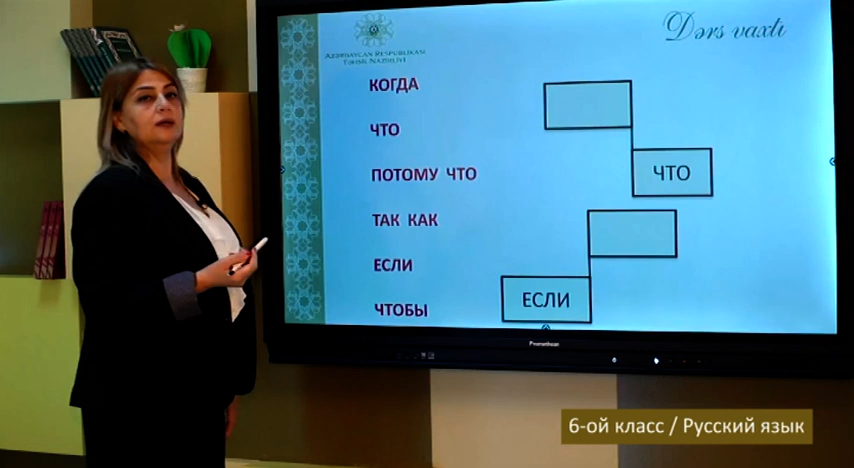 AZƏRBAYCAN RESPUBLİKASI
TƏHSİL NAZİRLİYİ
Dərs vaxtı
КОГДА
ЧТО
ПОТОМУ ЧТО
ТАК КАК
ЕСЛИ
ЧТОБЫ
ЧТО
ЕСЛИ
Promethean
6-ой класс / Русский язык